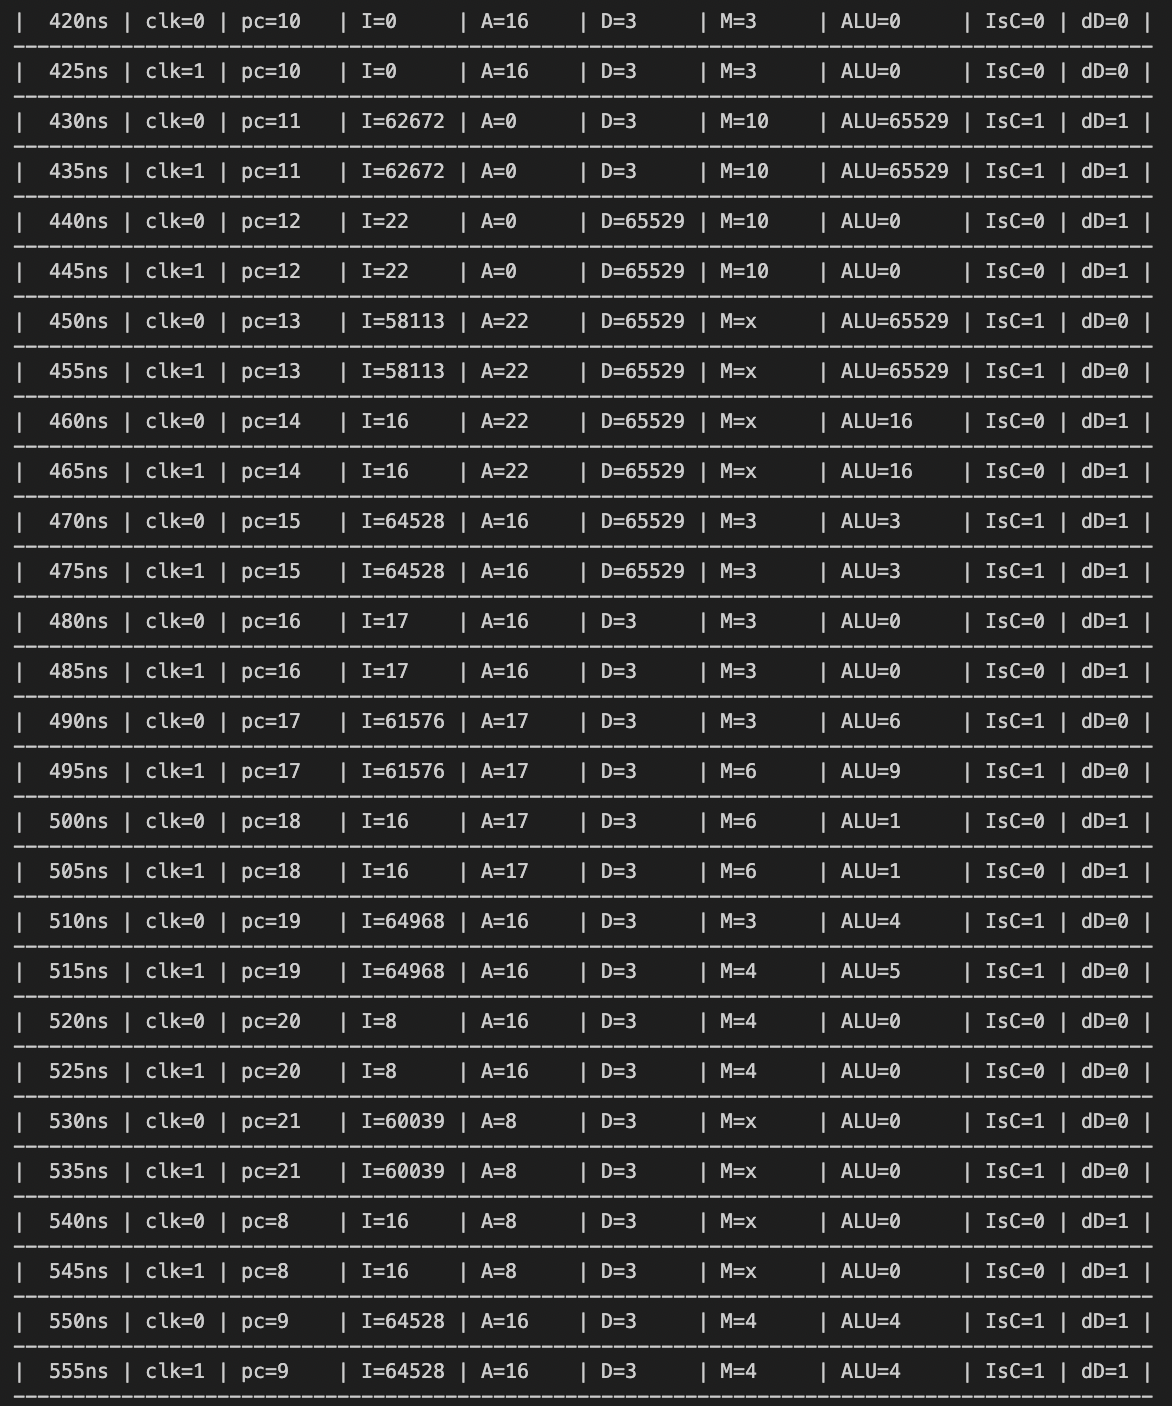 |  420ns | clk=0 | pc=10   | I=0     | A=16    | D=3     | M=3     | ALU=0     | IsC=0 | dD=0 |
-----------------------------------------------------------------------------------------------
|  425ns | clk=1 | pc=10   | I=0     | A=16    | D=3     | M=3     | ALU=0     | IsC=0 | dD=0 |
-----------------------------------------------------------------------------------------------
|  430ns | clk=0 | pc=11   | I=62672 | A=0     | D=3     | M=10    | ALU=65529 | IsC=1 | dD=1 |
-----------------------------------------------------------------------------------------------
|  435ns | clk=1 | pc=11   | I=62672 | A=0     | D=3     | M=10    | ALU=65529 | IsC=1 | dD=1 |
-----------------------------------------------------------------------------------------------
|  440ns | clk=0 | pc=12   | I=22    | A=0     | D=65529 | M=10    | ALU=0     | IsC=0 | dD=1 |
-----------------------------------------------------------------------------------------------
|  445ns | clk=1 | pc=12   | I=22    | A=0     | D=65529 | M=10    | ALU=0     | IsC=0 | dD=1 |
-----------------------------------------------------------------------------------------------
|  450ns | clk=0 | pc=13   | I=58113 | A=22    | D=65529 | M=x     | ALU=65529 | IsC=1 | dD=0 |
-----------------------------------------------------------------------------------------------
|  455ns | clk=1 | pc=13   | I=58113 | A=22    | D=65529 | M=x     | ALU=65529 | IsC=1 | dD=0 |
-----------------------------------------------------------------------------------------------
|  460ns | clk=0 | pc=14   | I=16    | A=22    | D=65529 | M=x     | ALU=16    | IsC=0 | dD=1 |
-----------------------------------------------------------------------------------------------
|  465ns | clk=1 | pc=14   | I=16    | A=22    | D=65529 | M=x     | ALU=16    | IsC=0 | dD=1 |
-----------------------------------------------------------------------------------------------
|  470ns | clk=0 | pc=15   | I=64528 | A=16    | D=65529 | M=3     | ALU=3     | IsC=1 | dD=1 |
-----------------------------------------------------------------------------------------------
|  475ns | clk=1 | pc=15   | I=64528 | A=16    | D=65529 | M=3     | ALU=3     | IsC=1 | dD=1 |
-----------------------------------------------------------------------------------------------
|  480ns | clk=0 | pc=16   | I=17    | A=16    | D=3     | M=3     | ALU=0     | IsC=0 | dD=1 |
-----------------------------------------------------------------------------------------------
|  485ns | clk=1 | pc=16   | I=17    | A=16    | D=3     | M=3     | ALU=0     | IsC=0 | dD=1 |
-----------------------------------------------------------------------------------------------
|  490ns | clk=0 | pc=17   | I=61576 | A=17    | D=3     | M=3     | ALU=6     | IsC=1 | dD=0 |
-----------------------------------------------------------------------------------------------
|  495ns | clk=1 | pc=17   | I=61576 | A=17    | D=3     | M=6     | ALU=9     | IsC=1 | dD=0 |
-----------------------------------------------------------------------------------------------
|  500ns | clk=0 | pc=18   | I=16    | A=17    | D=3     | M=6     | ALU=1     | IsC=0 | dD=1 |
-----------------------------------------------------------------------------------------------
|  505ns | clk=1 | pc=18   | I=16    | A=17    | D=3     | M=6     | ALU=1     | IsC=0 | dD=1 |
-----------------------------------------------------------------------------------------------
|  510ns | clk=0 | pc=19   | I=64968 | A=16    | D=3     | M=3     | ALU=4     | IsC=1 | dD=0 |
-----------------------------------------------------------------------------------------------
|  515ns | clk=1 | pc=19   | I=64968 | A=16    | D=3     | M=4     | ALU=5     | IsC=1 | dD=0 |
-----------------------------------------------------------------------------------------------
|  520ns | clk=0 | pc=20   | I=8     | A=16    | D=3     | M=4     | ALU=0     | IsC=0 | dD=0 |
-----------------------------------------------------------------------------------------------
|  525ns | clk=1 | pc=20   | I=8     | A=16    | D=3     | M=4     | ALU=0     | IsC=0 | dD=0 |
-----------------------------------------------------------------------------------------------
|  530ns | clk=0 | pc=21   | I=60039 | A=8     | D=3     | M=x     | ALU=0     | IsC=1 | dD=0 |
-----------------------------------------------------------------------------------------------
|  535ns | clk=1 | pc=21   | I=60039 | A=8     | D=3     | M=x     | ALU=0     | IsC=1 | dD=0 |
-----------------------------------------------------------------------------------------------
|  540ns | clk=0 | pc=8    | I=16    | A=8     | D=3     | M=x     | ALU=0     | IsC=0 | dD=1 |
-----------------------------------------------------------------------------------------------
|  545ns | clk=1 | pc=8    | I=16    | A=8     | D=3     | M=x     | ALU=0     | IsC=0 | dD=1 |
-----------------------------------------------------------------------------------------------
|  550ns | clk=0 | pc=9    | I=64528 | A=16    | D=3     | M=4     | ALU=4     | IsC=1 | dD=1 |
-----------------------------------------------------------------------------------------------
|  555ns | clk=1 | pc=9    | I=64528 | A=16    | D=3     | M=4     | ALU=4     | IsC=1 | dD=1 |
-----------------------------------------------------------------------------------------------